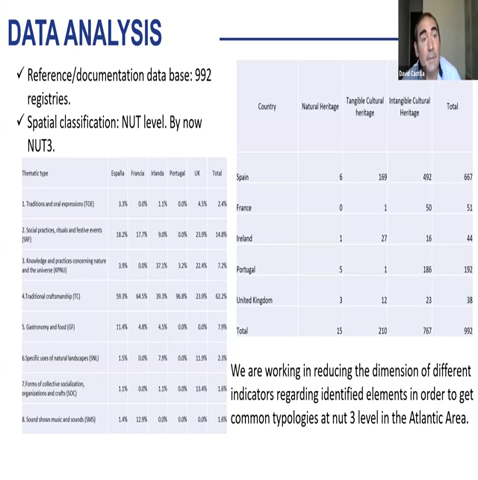 DATA ANALYSIS
David Castilla
✓ Reference/documentation data base: 992
registries.
✓ Spatial classification: NUT level. By now
NUT3.
Thematic type España Francia Irlanda Portugal UK Total
1. Traditions and oral expressions (TOE) 3.3% 0.0% 1.1% 0.0% 4.5% 2.4%
2. Social practices, rituals and festive events
(SRF) 18.2% 17.7% 9.0% 0.0% 23.9% 14.8%
3. Knowledge and practices concerning nature
and the universe (KPNU) 3.9% 0.0% 37.1% 3.2% 22.4% 7.2%
4.Traditional craftsmanship (TC) 59.3% 64.5% 39.3% 96.8% 23.9% 62.2%
5. Gastronomy and food (GF) 11.4% 4.8% 4.5% 0.0% 0.0% 7.9%
6.Specific uses of natural landscapes (SNL) 1.5% 0.0% 7.9% 0.0% 11.9% 2.3%
7.Forms of collective socialization,
organizations and crafts (SOC) 1.1% 0.0% 1.1% 0.0% 13.4% 1.6%
8. Sound shows music and sounds (SMS) 1.4% 12.9% 0.0% 0.0% 0.0% 1.6%
Country Natural Heritage Tangible Cultural
heritage Intangible Cultural
Heritage Total
Spain 6 169 492 667
France 0 1 50 51
Ireland 1 27 16 44
Portugal 5 1 186 192
United Kingdom 3 12 23 38
Total 15 210 767 992
We are working in reducing the dimension of different
indicators regarding identified elements in order to get
common typologies at nut 3 level in the Atlantic Area.